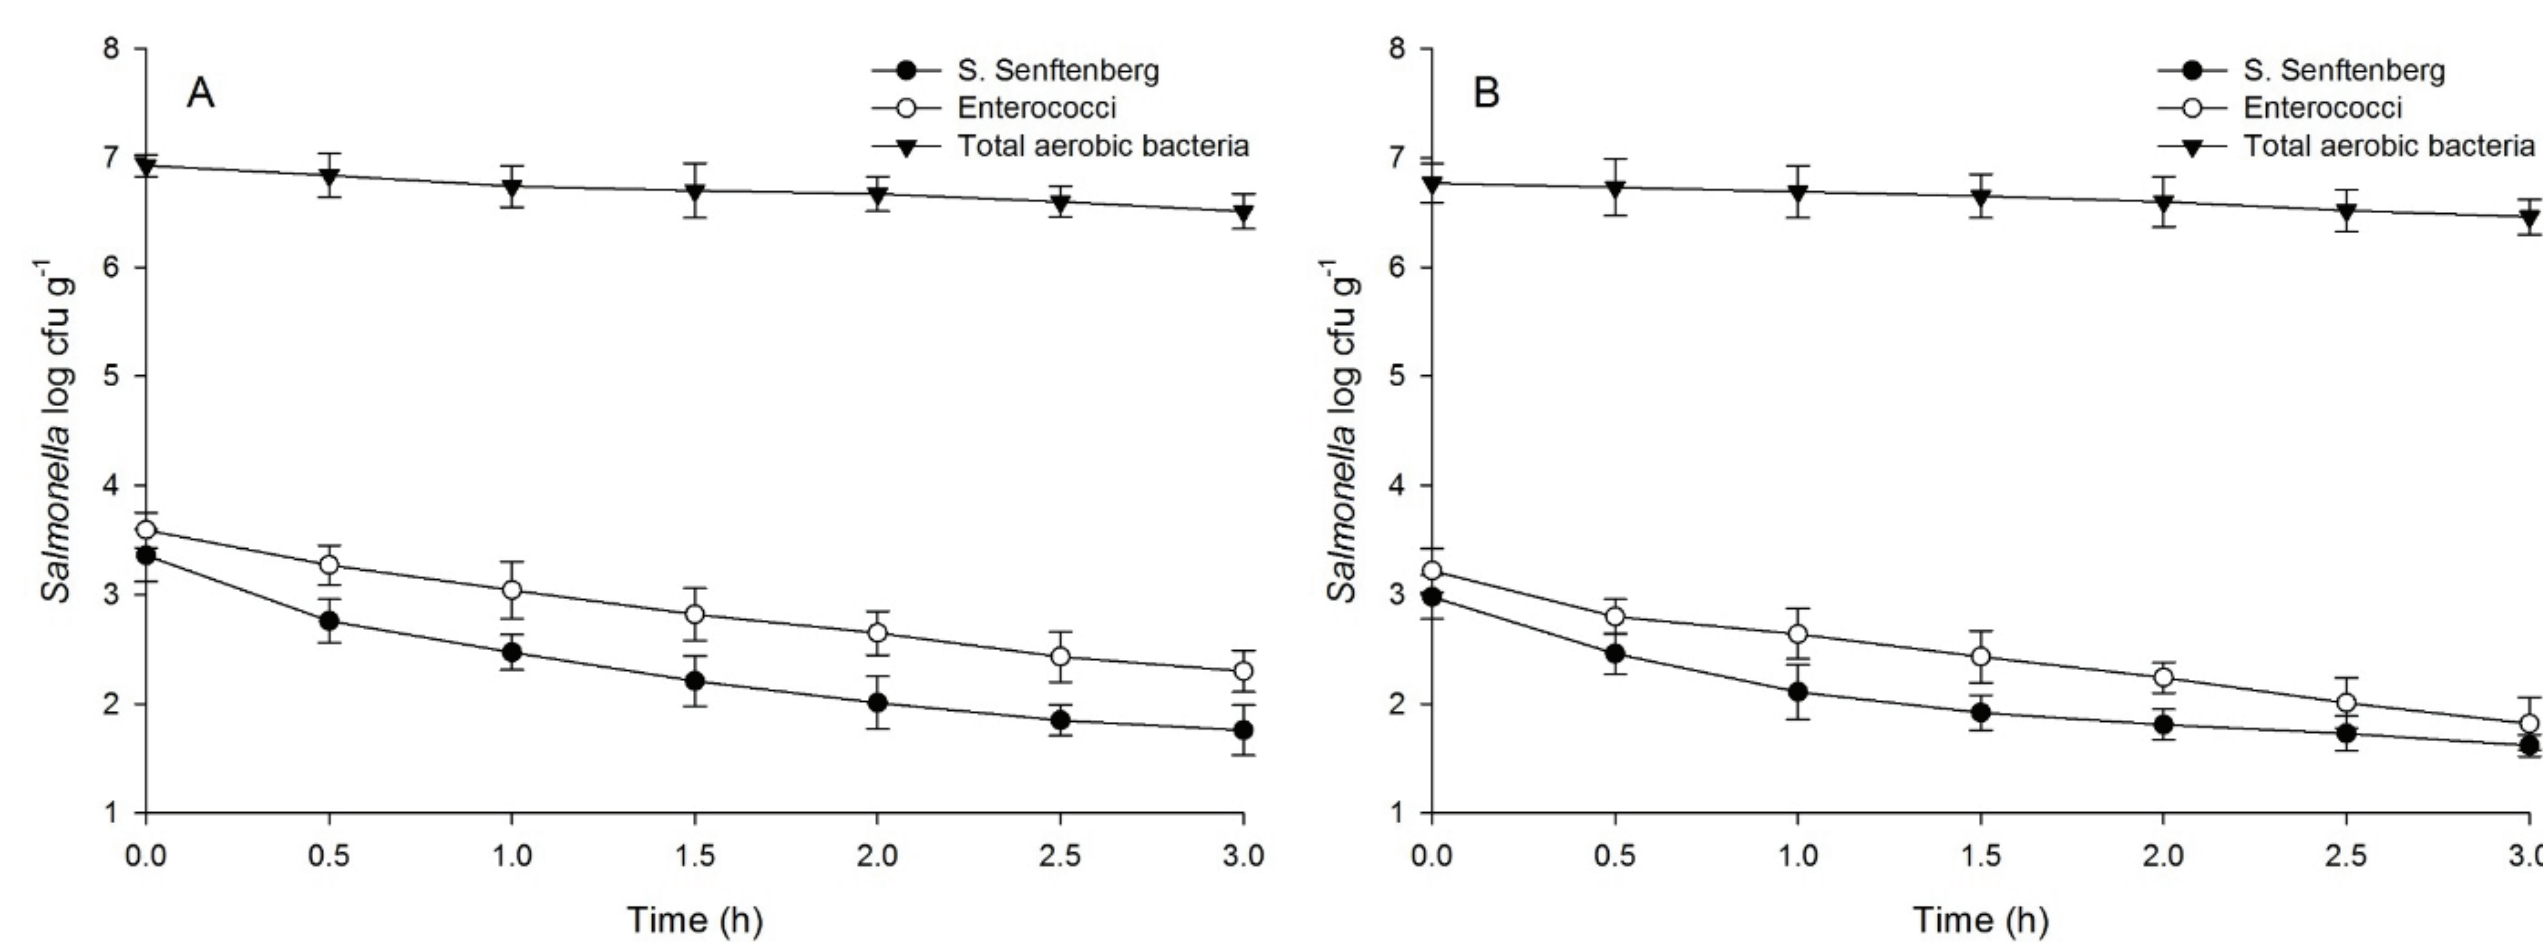 A
S. Senftenberg
Enterococci
Total aerobic bacteria
8
7
6
5
4
3
2
1
Salmonella log cfu g-1
0.0 0.5 1.0 1.5 2.0 2.5 3.0
Time (h)
B
S. Senftenberg
Enterococci
Total aerobic bacteria
8
7
6
5
4
3
2
1
Salmonella log cfu g-1
0.0 0.5 1.0 1.5 2.0 2.5 3.0
Time (h)